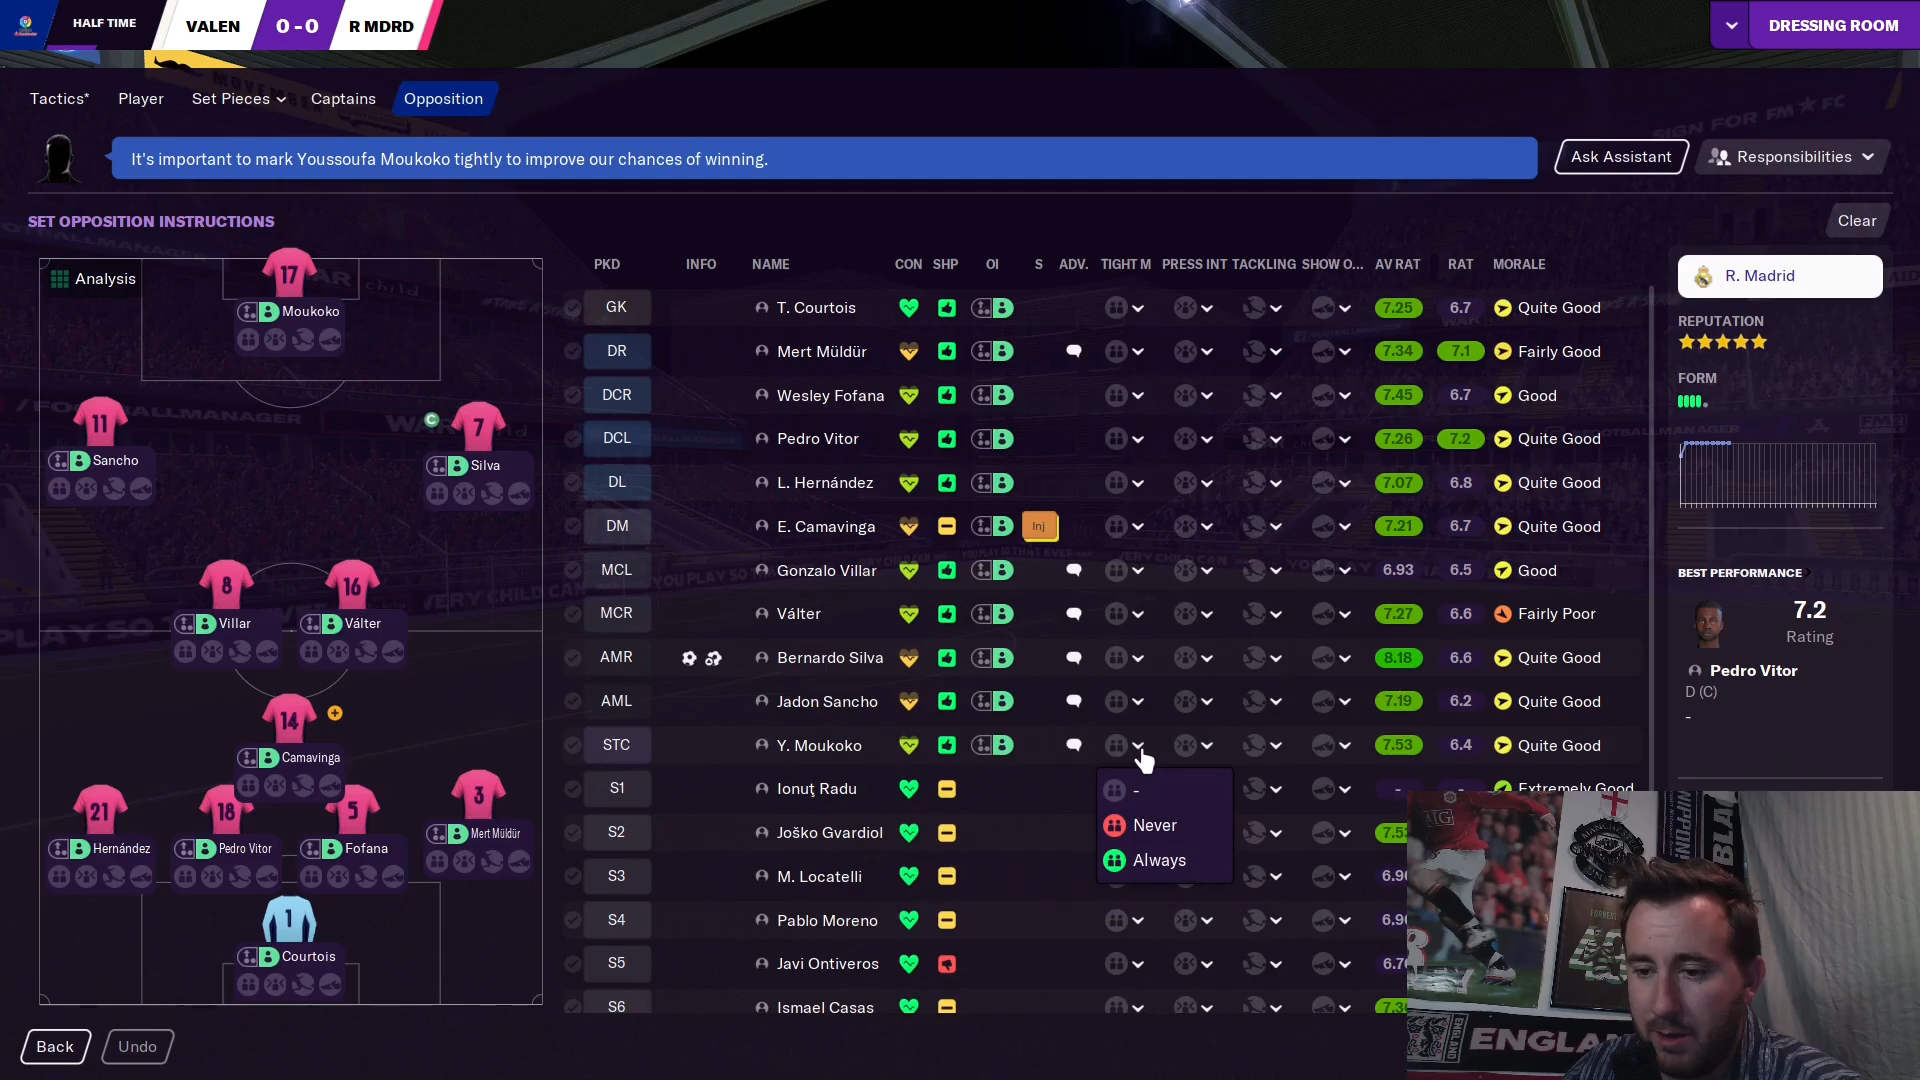 HALF TIME
VALEN
0 - 0
R MDRD
DRESSING ROOM
Tactics*
Player
Set Pieces
Captains
Opposition
It's important to mark Youssoufa Moukoko tightly to improve our chances of winning.
Ask Assistant
Responsibilities
SET OPPOSITION INSTRUCTIONS
Clear
Analysis
17
Moukoko
11
Sancho
C
7
Silva
8
Villar
16
Válter
14
Camavinga
21
Hernández
18
Pedro Vitor
5
Fofana
3
Mert Müldür
1
Courtois
PKD INFO NAME CON SHP OI S ADV. TIGHT M PRESS INT TACKLING SHOW O... AV RAT RAT MORALE
GK T. Courtois 7.25 6.7 Quite Good
DR Mert Müldür 7.34 7.1 Fairly Good
DCR Wesley Fofana 7.45 6.7 Good
DCL Pedro Vitor 7.26 7.2 Quite Good
DL L. Hernández 7.07 6.8 Quite Good
DM E. Camavinga Inj 7.21 6.7 Quite Good
MCL Gonzalo Villar 6.93 6.5 Good
MCR Válter 7.27 6.6 Fairly Poor
AMR Bernardo Silva 8.18 6.6 Quite Good
AML Jadon Sancho 7.19 6.2 Quite Good
STC Y. Moukoko 7.53 6.4 Quite Good
S1 Ionuţ Radu - - Extremely Good
S2 Joško Gvardiol
S3 M. Locatelli
S4 Pablo Moreno
S5 Javi Ontiveros
S6 Ismael Casas
-
Never
Always
R. Madrid
REPUTATION
FORM
BEST PERFORMANCE
7.2
Rating
Pedro Vitor
D (C)
-
Back
Undo
AIG
MANCHESTER
ENGLA